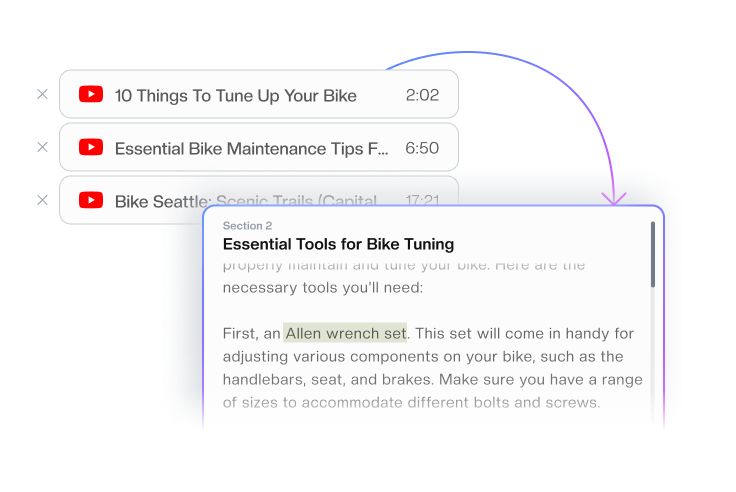 10 Things To Tune Up Your Bike 2:02
Essential Bike Maintenance Tips F... 6:50
Bike Seattle: Scenic Trails (Capital 17:21
Section 2
Essential Tools for Bike Tuning
properly maintain and tune your bike. Here are the
necessary tools you'll need:
First, an Allen wrench set. This set will come in handy for
adjusting various components on your bike, such as the
handlebars, seat, and brakes. Make sure you have a range
of sizes to accommodate different bolts and screws.